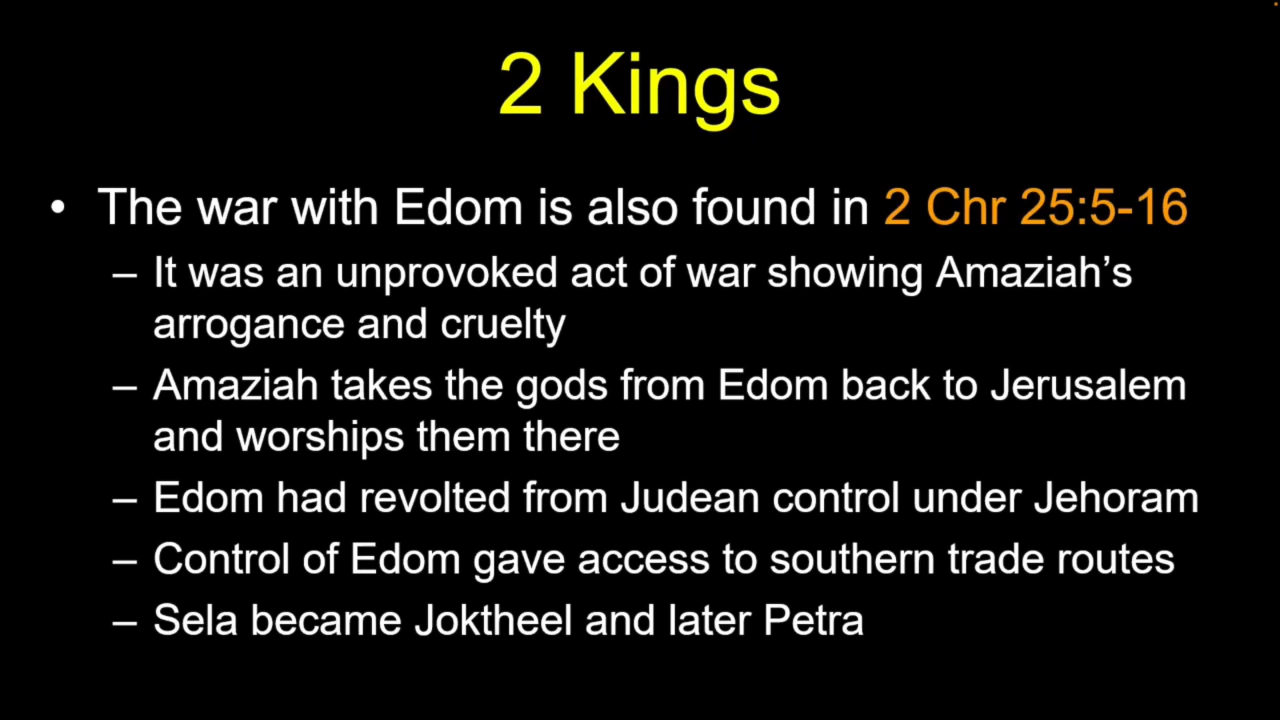 2 Kings
• The war with Edom is also found in 2 Chr 25:5-16
– It was an unprovoked act of war showing Amaziah’s
arrogance and cruelty
– Amaziah takes the gods from Edom back to Jerusalem
and worships them there
– Edom had revolted from Judean control under Jehoram
– Control of Edom gave access to southern trade routes
– Sela became Joktheel and later Petra